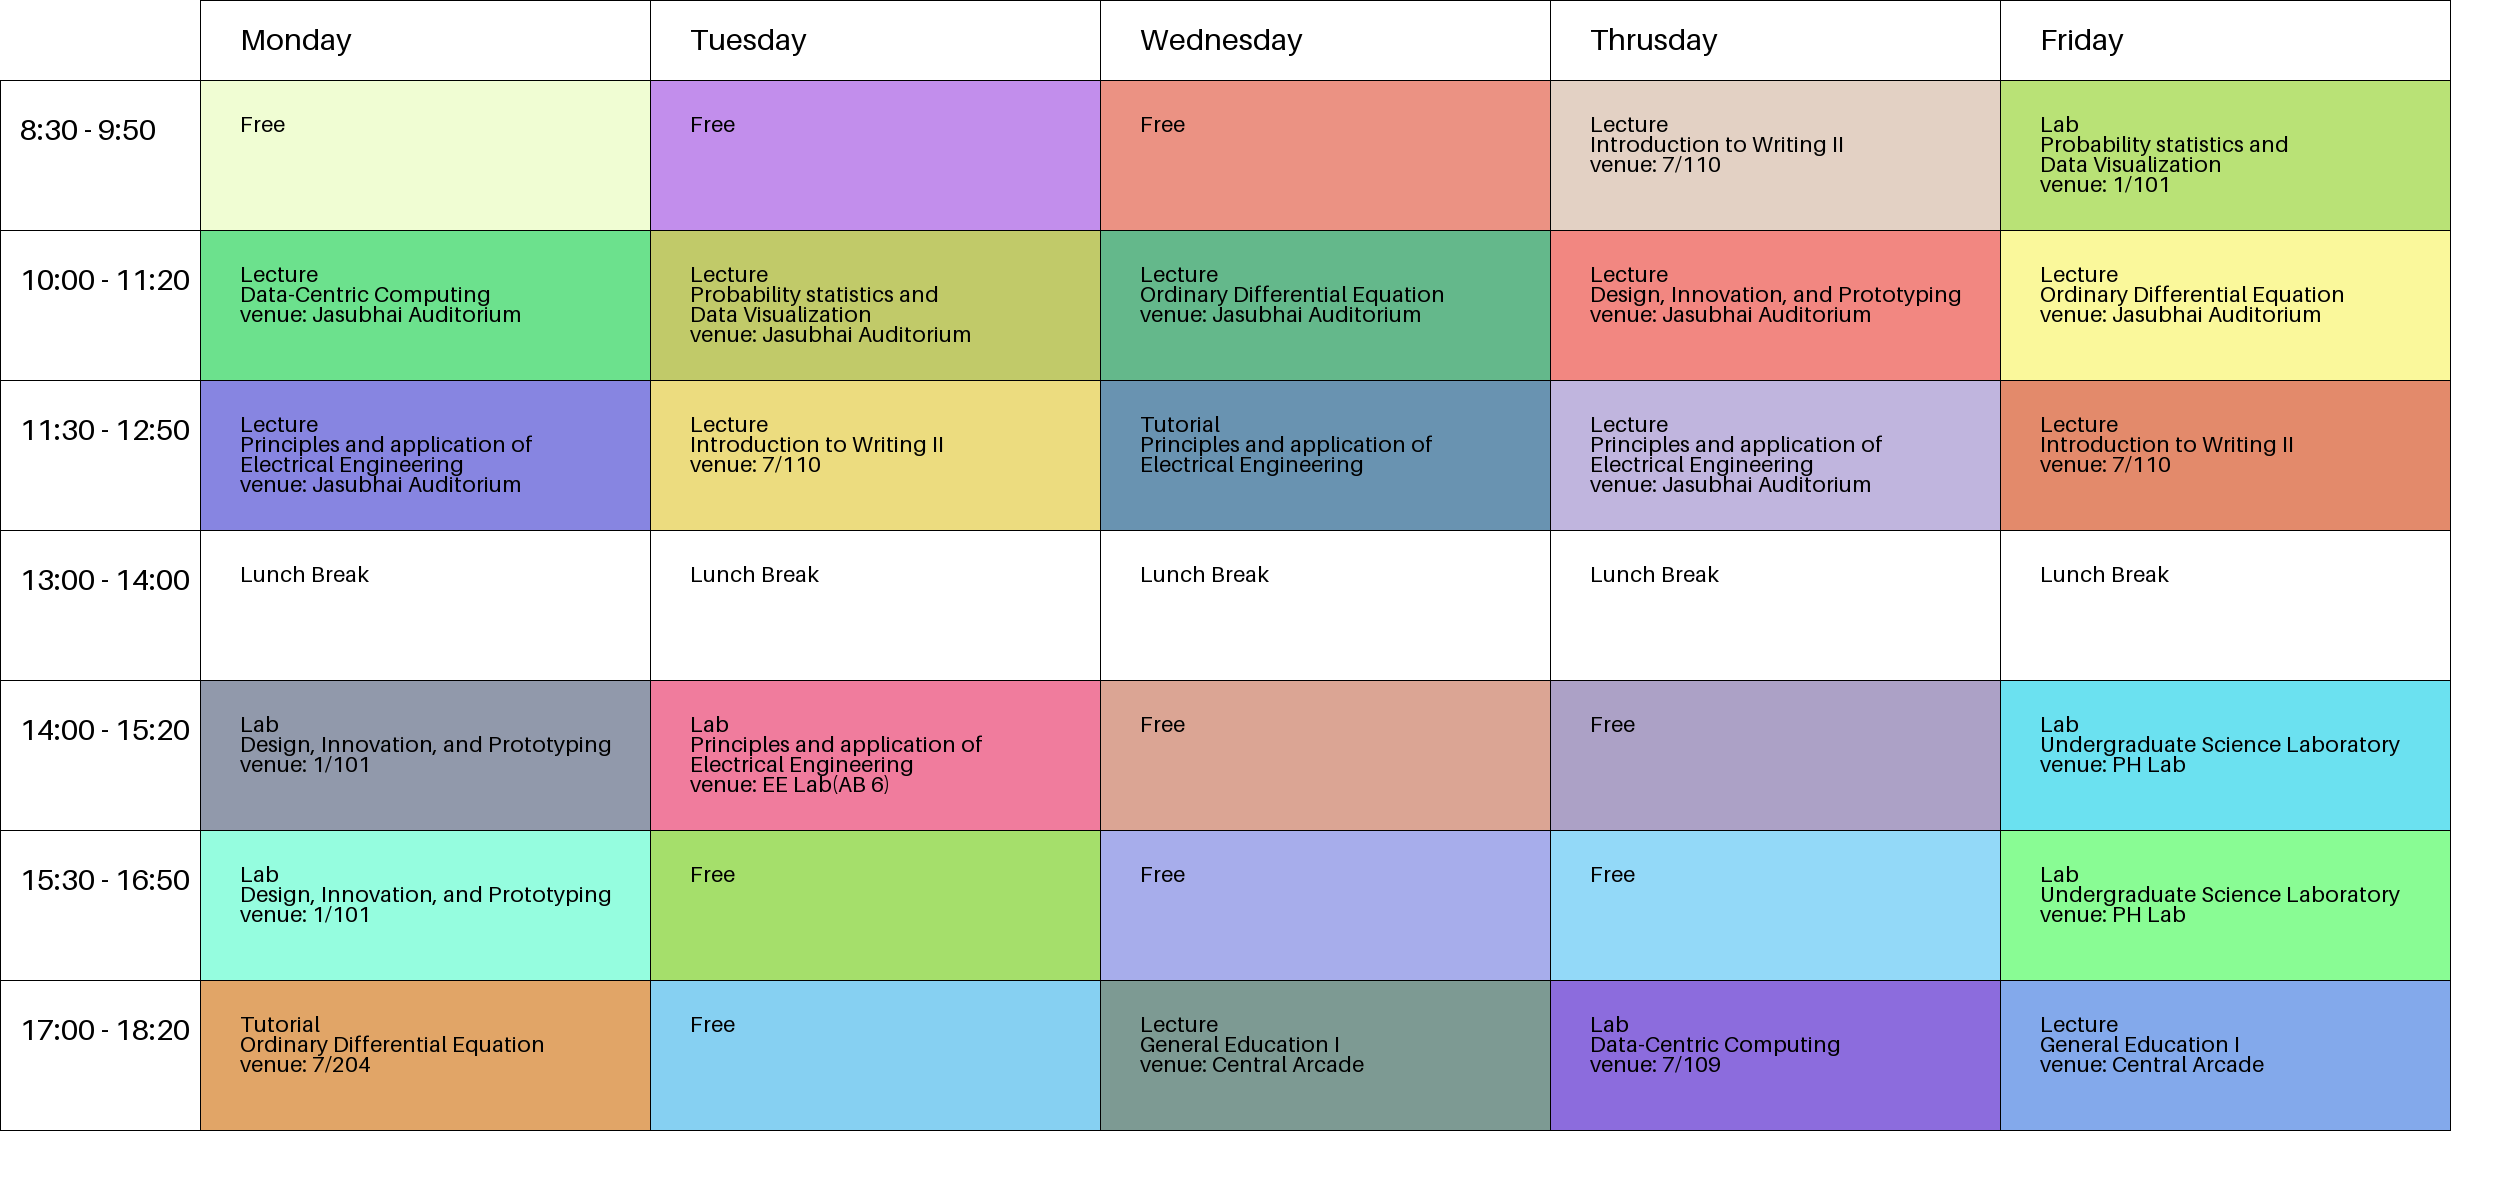 Monday
Tuesday
Wednesday
Thrusday
Friday
8:30 - 9:50
Free
Free
Free
Lecture
Introduction to Writing II
venue: 7/110
Lab
Probability statistics and
Data Visualization
venue: 1/101
10:00 - 11:20
Lecture
Data-Centric Computing
venue: Jasubhai Auditorium
Lecture
Probability statistics and
Data Visualization
venue: Jasubhai Auditorium
Lecture
Ordinary Differential Equation
venue: Jasubhai Auditorium
Lecture
Design, Innovation, and Prototyping
venue: Jasubhai Auditorium
Lecture
Ordinary Differential Equation
venue: Jasubhai Auditorium
11:30 - 12:50
Lecture
Principles and application of
Electrical Engineering
venue: Jasubhai Auditorium
Lecture
Introduction to Writing II
venue: 7/110
Tutorial
Principles and application of
Electrical Engineering
Lecture
Principles and application of
Electrical Engineering
venue: Jasubhai Auditorium
Lecture
Introduction to Writing II
venue: 7/110
13:00 - 14:00
Lunch Break
Lunch Break
Lunch Break
Lunch Break
Lunch Break
14:00 - 15:20
Lab
Design, Innovation, and Prototyping
venue: 1/101
Lab
Principles and application of
Electrical Engineering
venue: EE Lab(AB 6)
Free
Free
Lab
Undergraduate Science Laboratory
venue: PH Lab
15:30 - 16:50
Lab
Design, Innovation, and Prototyping
venue: 1/101
Free
Free
Free
Lab
Undergraduate Science Laboratory
venue: PH Lab
17:00 - 18:20
Tutorial
Ordinary Differential Equation
venue: 7/204
Free
Lecture
General Education I
venue: Central Arcade
Lab
Data-Centric Computing
venue: 7/109
Lecture
General Education I
venue: Central Arcade